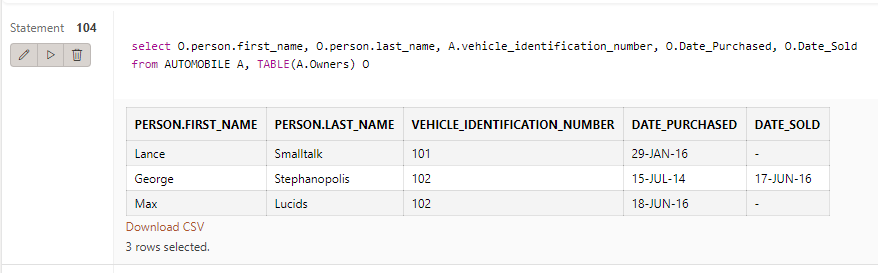 Statement 104
select O.person.first_name, O.person.last_name, A.vehicle_identification_number, O.Date_Purchased, O.Date_Sold
from AUTOMOBILE A, TABLE(A.Owners) O
PERSON.FIRST_NAME PERSON.LAST_NAME VEHICLE_IDENTIFICATION_NUMBER DATE_PURCHASED DATE_SOLD
Lance Smalltalk 101 29-JAN-16 -
George Stephanopolis 102 15-JUL-14 17-JUN-16
Max Lucids 102 18-JUN-16 -
Download CSV
3 rows selected.